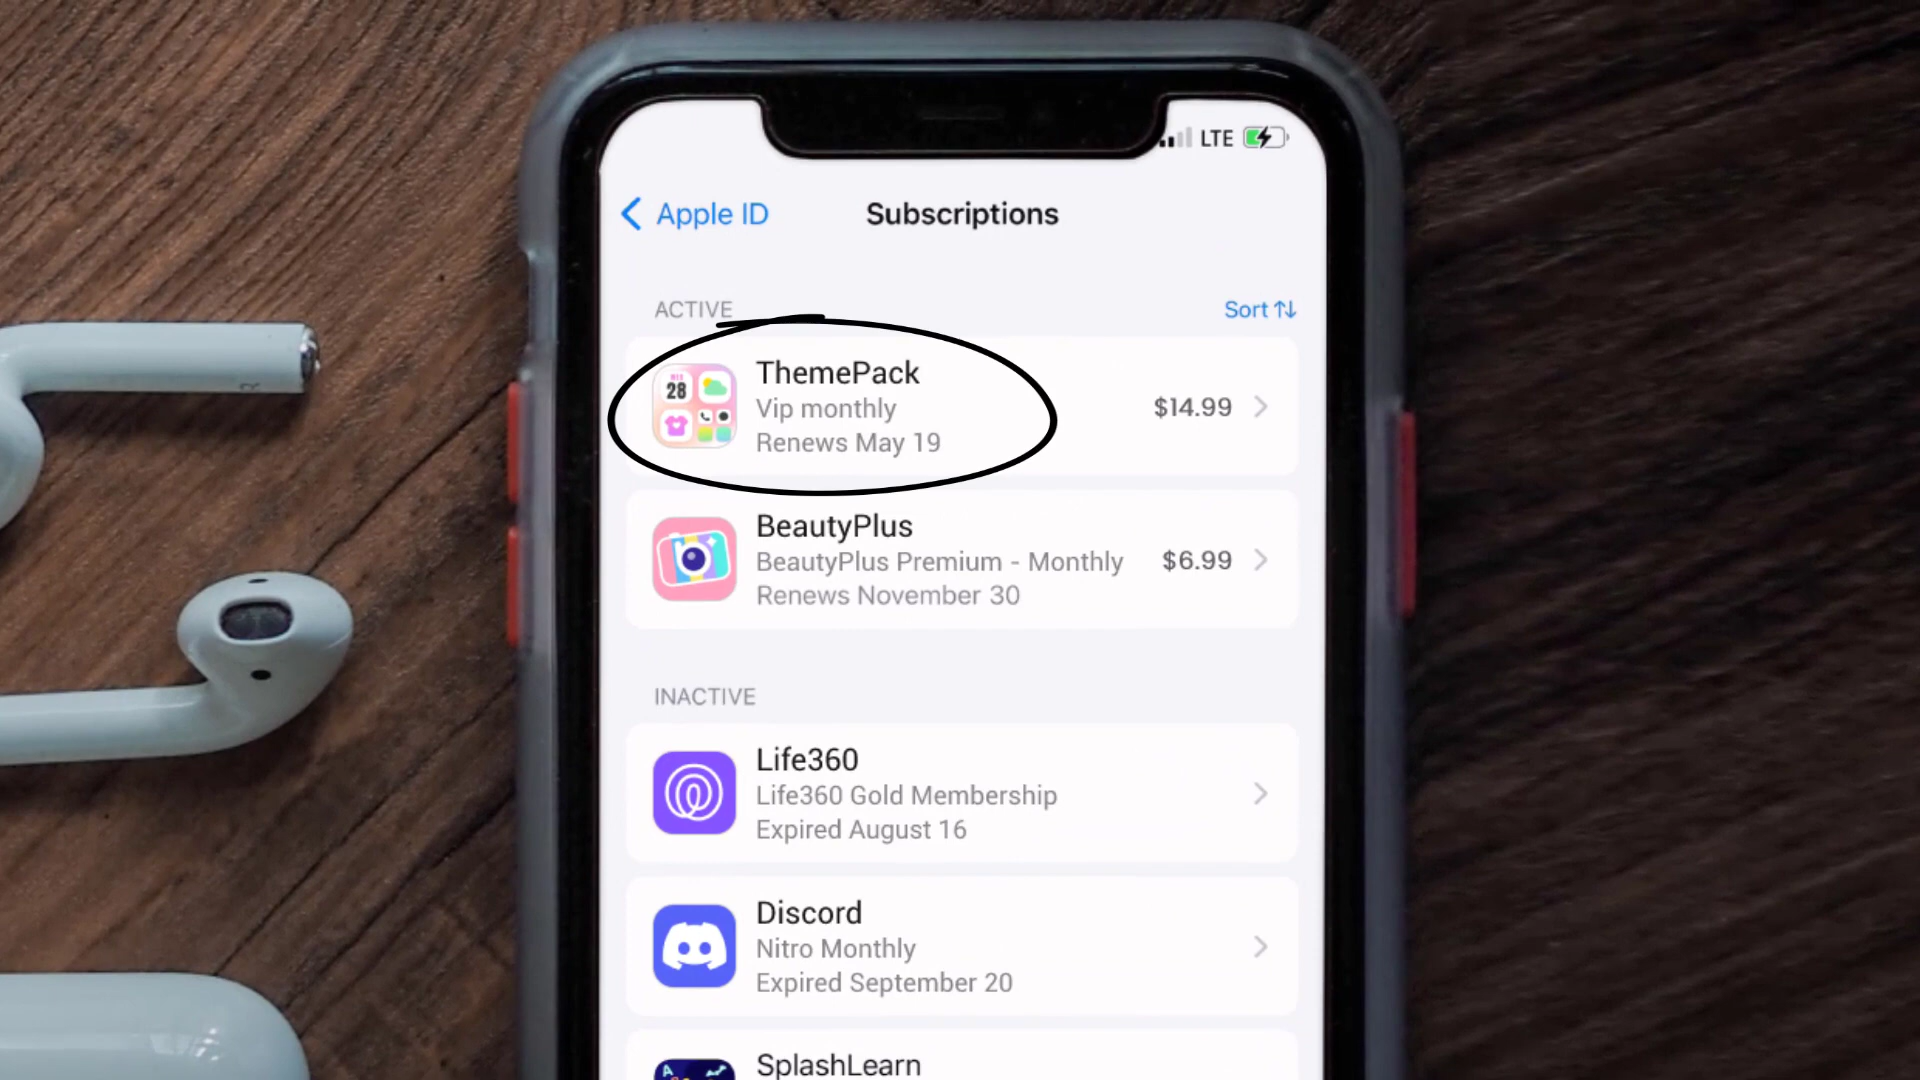 LTE
Apple ID
Subscriptions
ACTIVE
Sort
ThemePack
Vip monthly
Renews May 19
$14.99
28
BeautyPlus
BeautyPlus Premium - Monthly
Renews November 30
$6.99
INACTIVE
Life360
Life360 Gold Membership
Expired August 16
Discord
Nitro Monthly
Expired September 20
SplashLearn
A